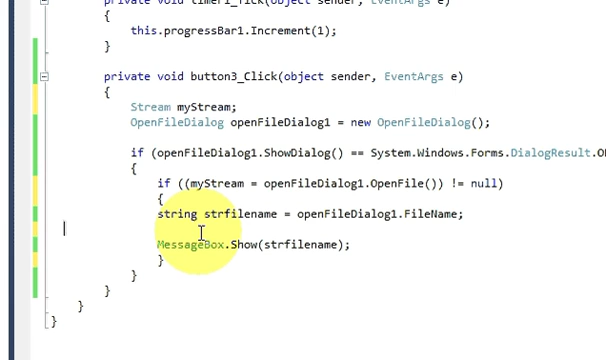 private void timer1_Tick(object sender, EventArgs e)
{
this.progressBar1.Increment(1);
}
private void button3_Click(object sender, EventArgs e)
{
Stream myStream;
OpenFileDialog openFileDialog1 = new OpenFileDialog();
if (openFileDialog1.ShowDialog() == System.Windows.Forms.DialogResult.O
{
if ((myStream = openFileDialog1.OpenFile()) != null)
{
string strfilename = openFileDialog1.FileName;
MessageBox.Show(strfilename);
}
}
}
}
}